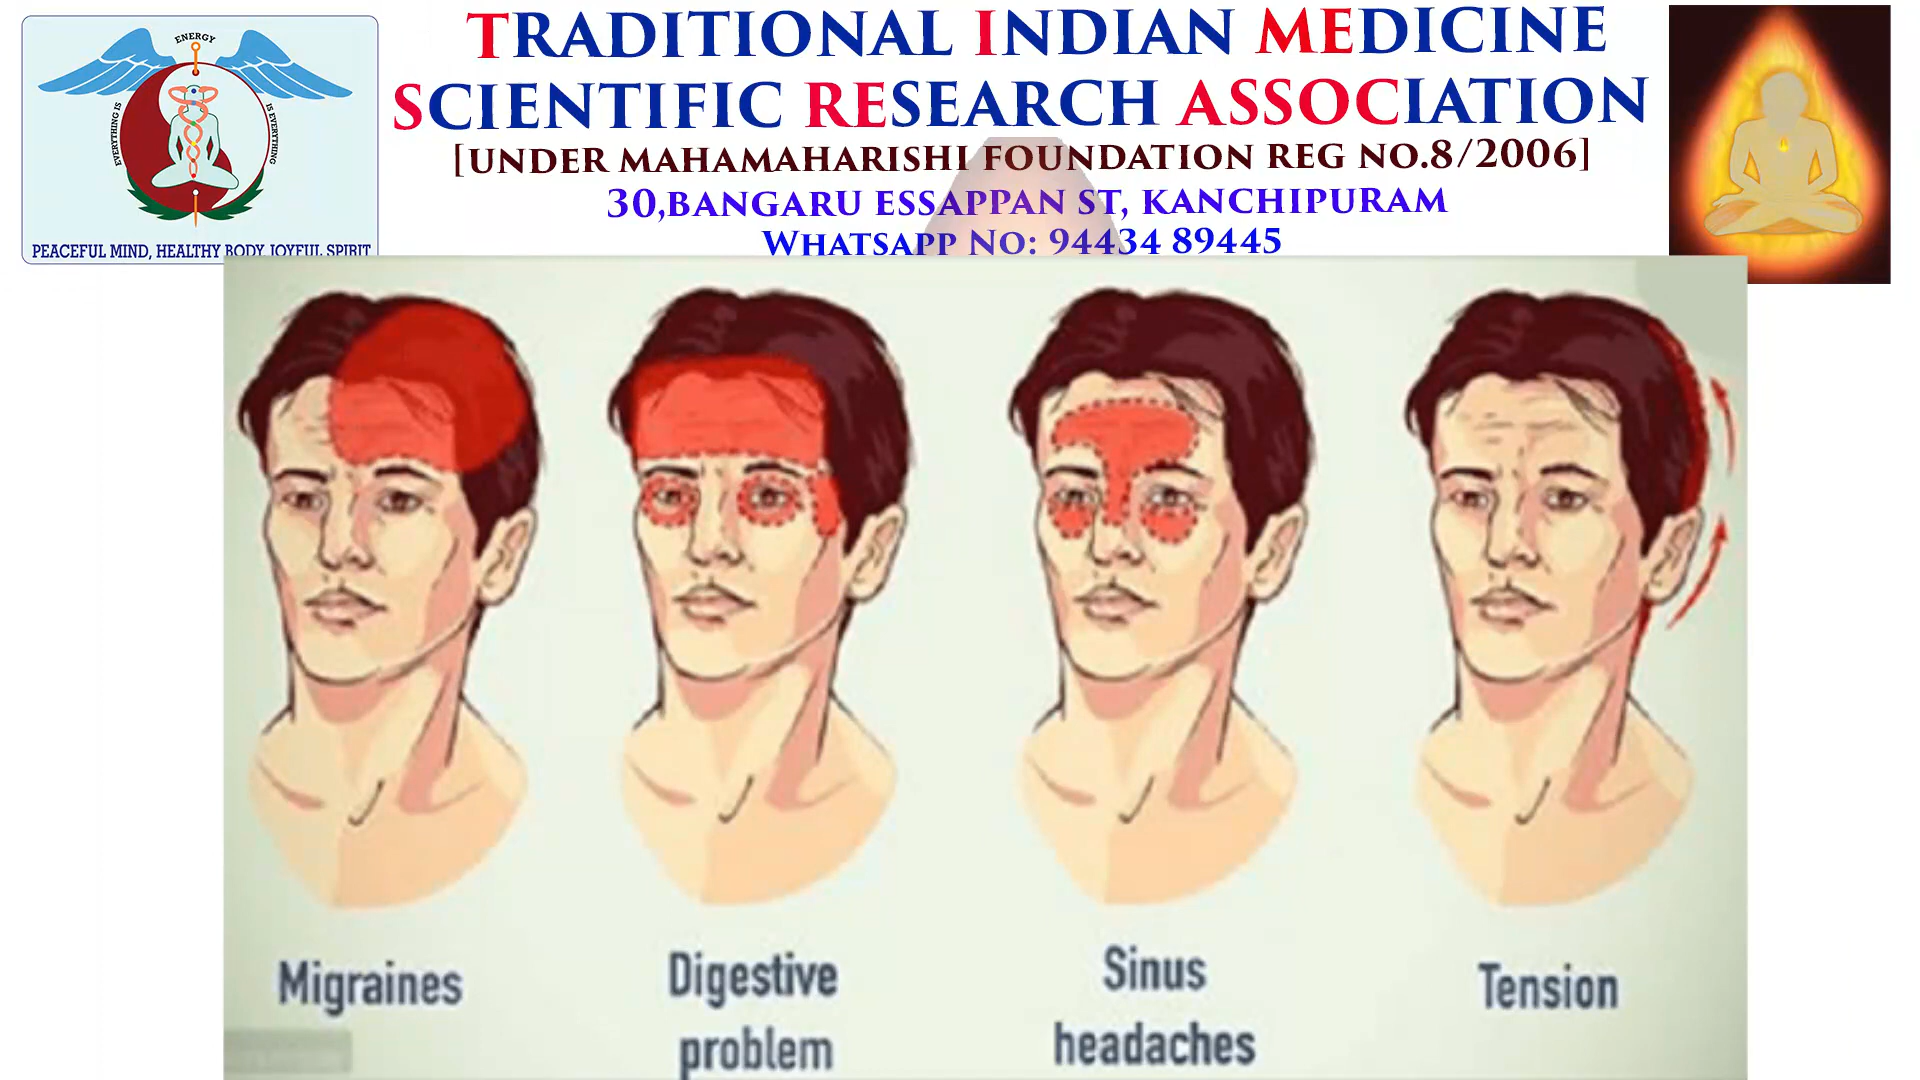 ENERGY
EVERYTHING IS
IS EVERYTHING
PEACEFUL MIND, HEALTHY BODY, JOYFUL SPIRIT
TRADITIONAL INDIAN MEDICINE
SCIENTIFIC RESEARCH ASSOCIATION
[UNDER MAHAMAHARISHI FOUNDATION REG NO.8/2006]
30,BANGARU ESSAPPAN ST, KANCHIPURAM
WHATSAPP NO: 94434 89445
Migraines
Digestive
problem
Sinus
headaches
Tension